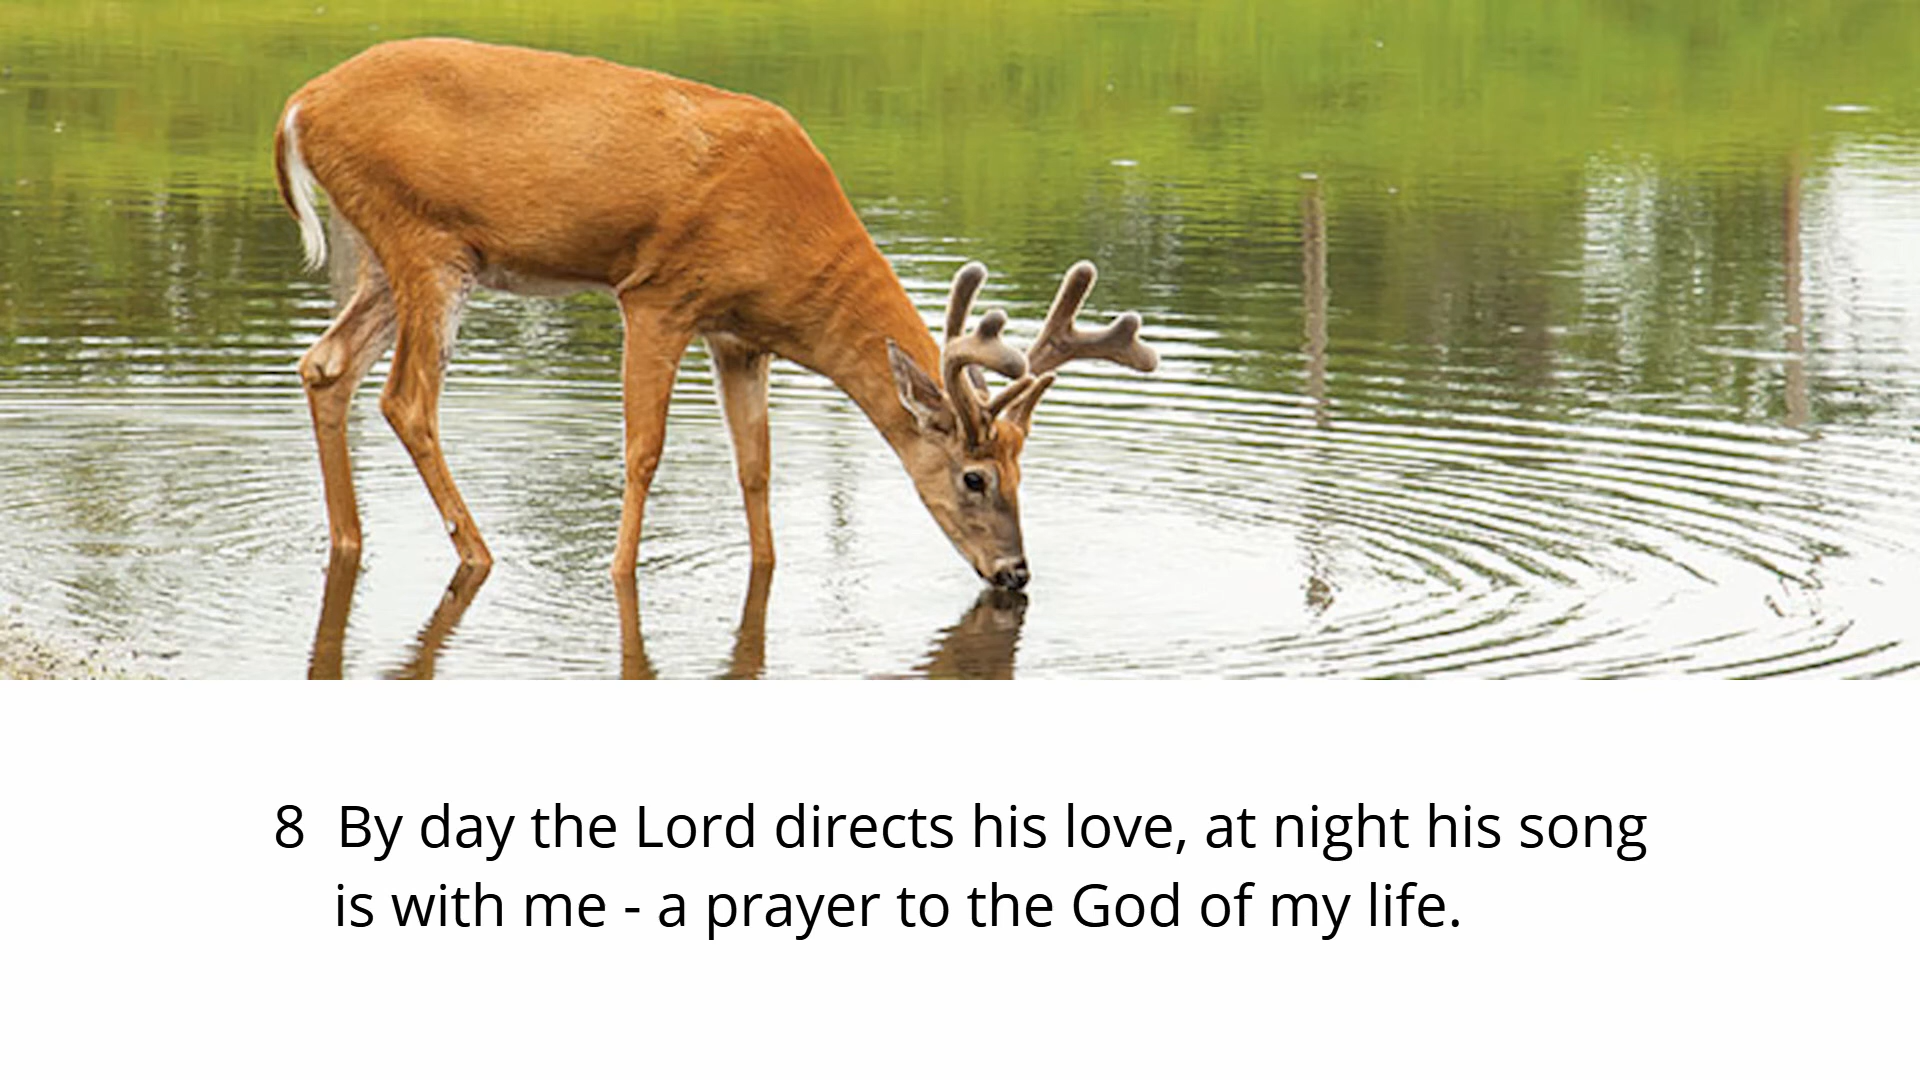 8 By day the Lord directs his love, at night his song
is with me - a prayer to the God of my life.